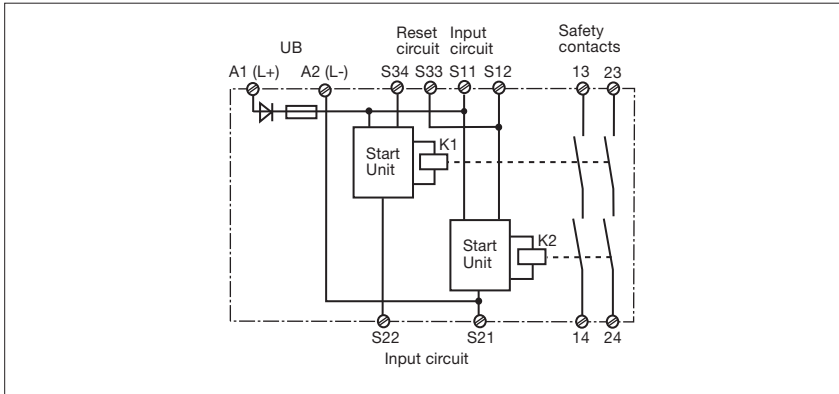 UB
Reset circuit
Input circuit
Safety contacts
A1 (L+)
A2 (L-)
S34
S33
S11
S12
13
23
Start
Unit
K1
Start
Unit
K2
S22
S21
14
24
Input circuit